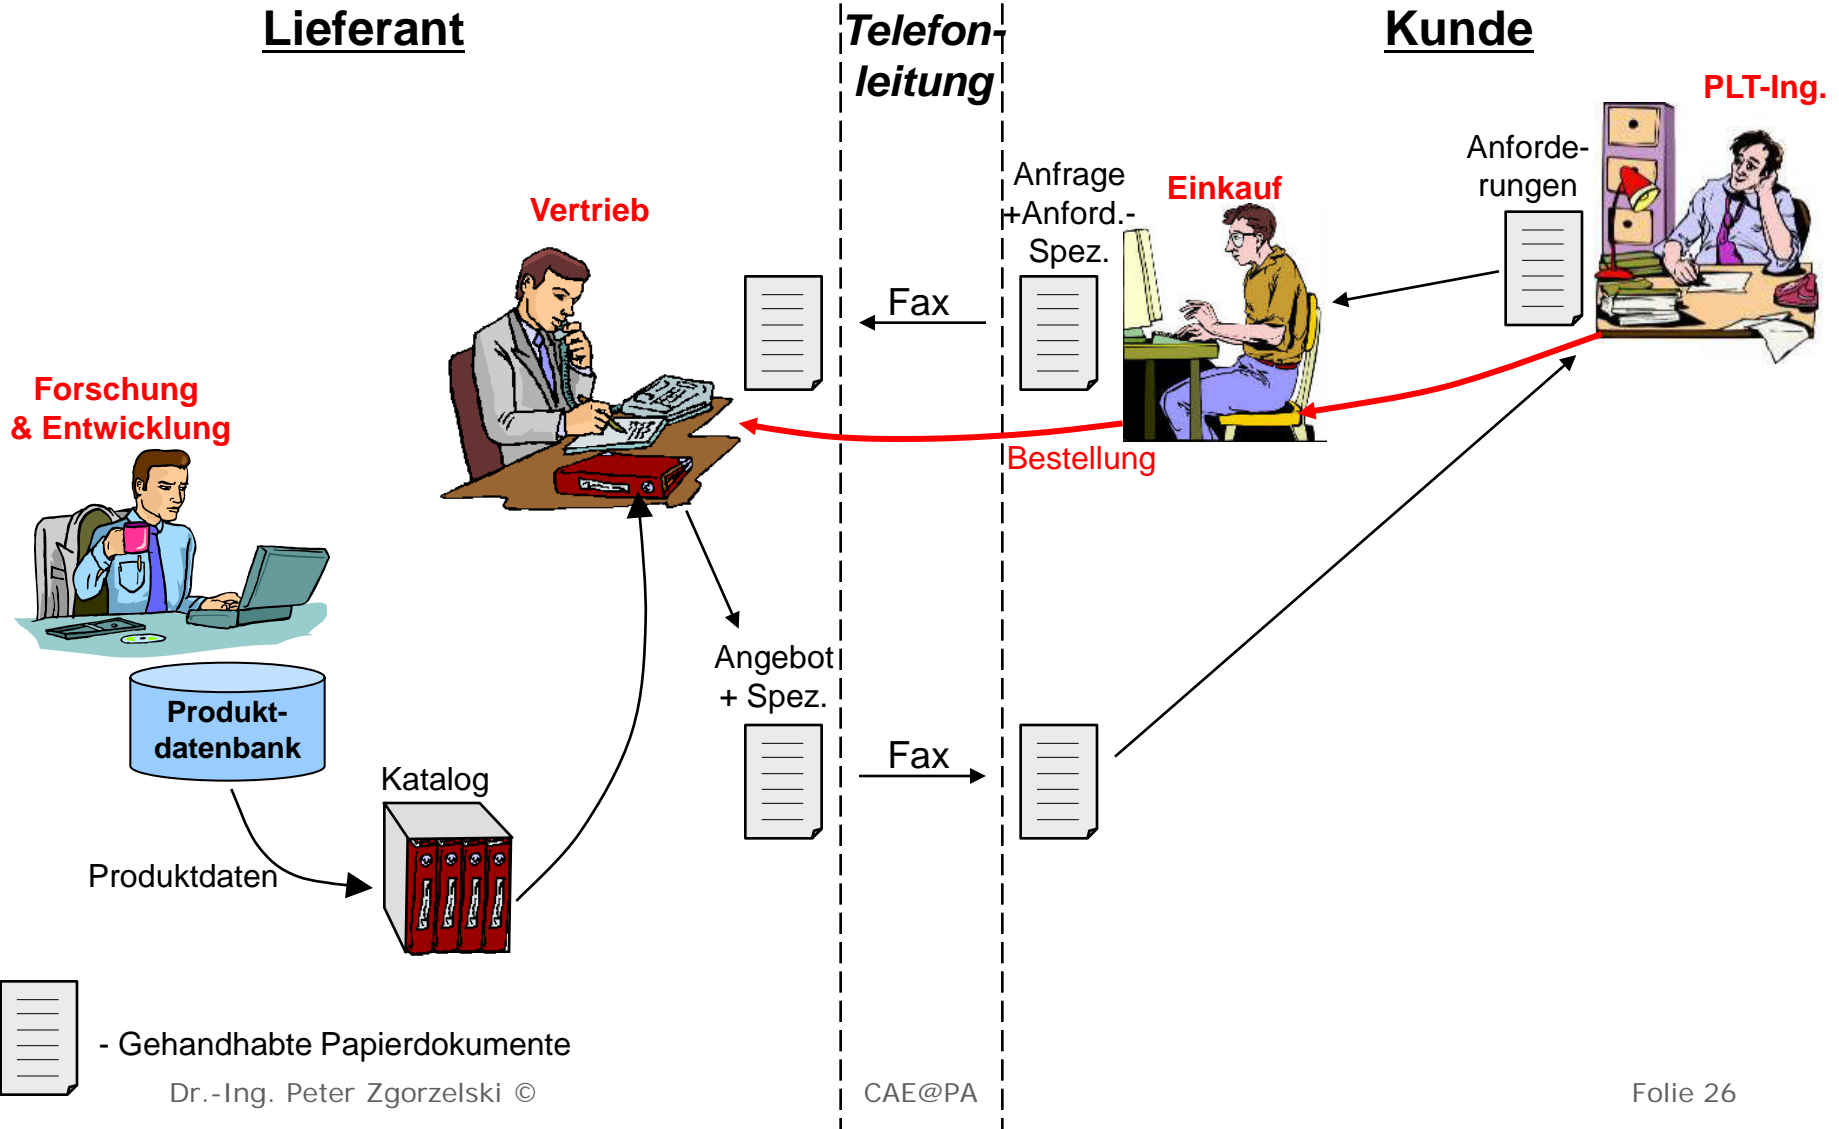 Lieferant
Telefon-
leitung
Kunde
PLT-Ing.
Anforde-
rungen
Anfrage
+Anford.-
Spez.
Einkauf
Vertrieb
Fax
Forschung
& Entwicklung
Bestellung
Angebot
+ Spez.
Produkt-
datenbank
Fax
Katalog
Produktdaten
- Gehandhabte Papierdokumente
Dr.-Ing. Peter Zgorzelski ©
CAE@PA
Folie 26